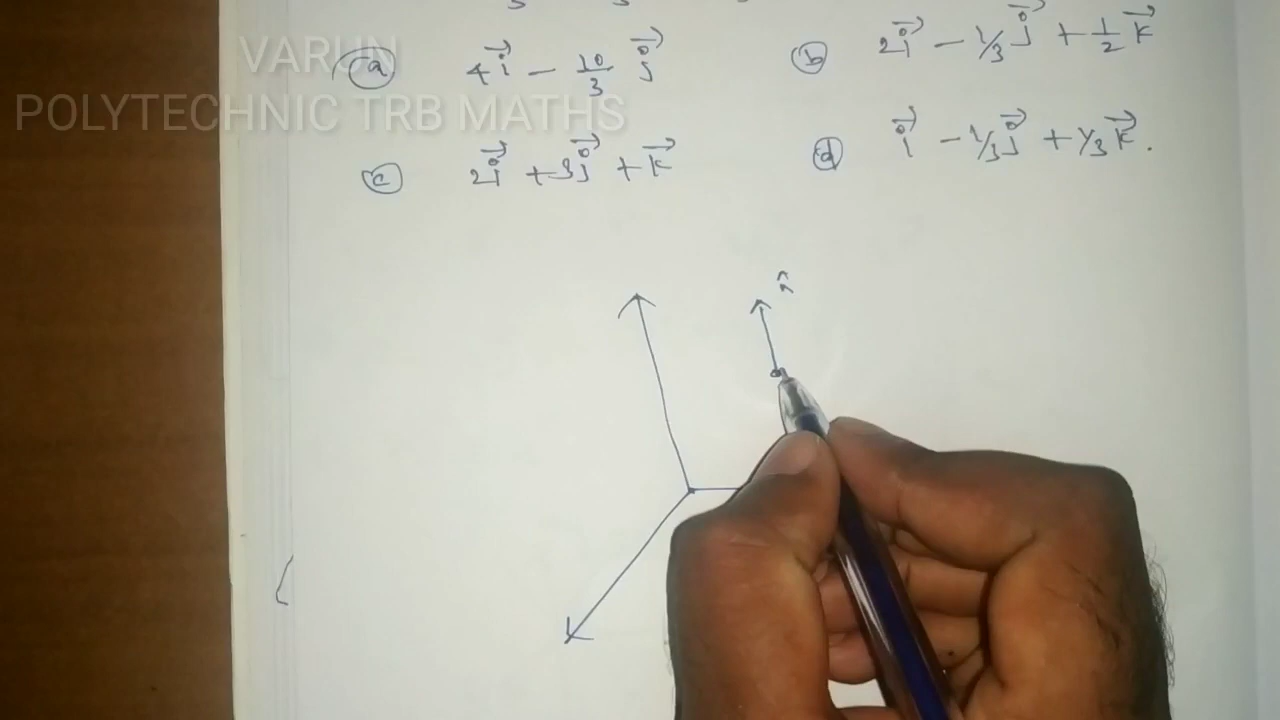 VARUN
POLYTECHNIC TRB MATHS
(a) 4i⃗ − 10/3 j⃗ (b) 2i⃗ − 1/3 j⃗ + 1/2 k⃗
(c) 2i⃗ + 3j⃗ + k⃗ (d) i⃗ − 1/3 j⃗ + 1/3 k⃗.